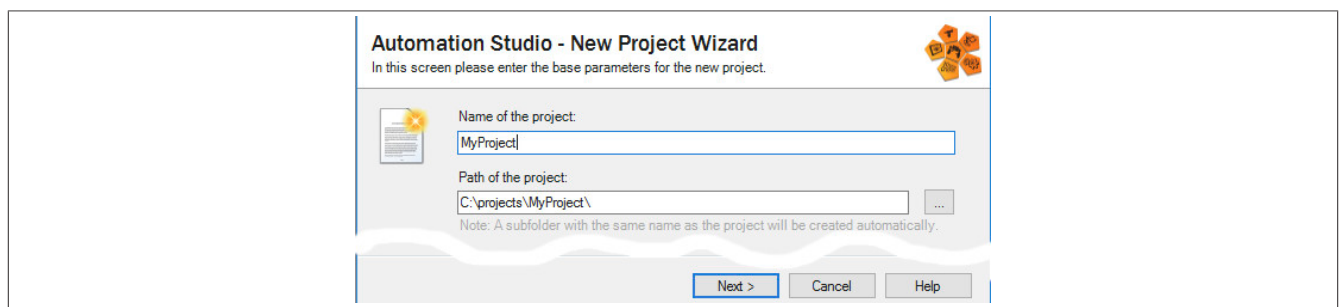 Automation Studio - New Project Wizard
In this screen please enter the base parameters for the new project.
Name of the project:
MyProject
Path of the project:
C:\projects\MyProject\
...
Note: A subfolder with the same name as the project will be created automatically.
Next >
Cancel
Help